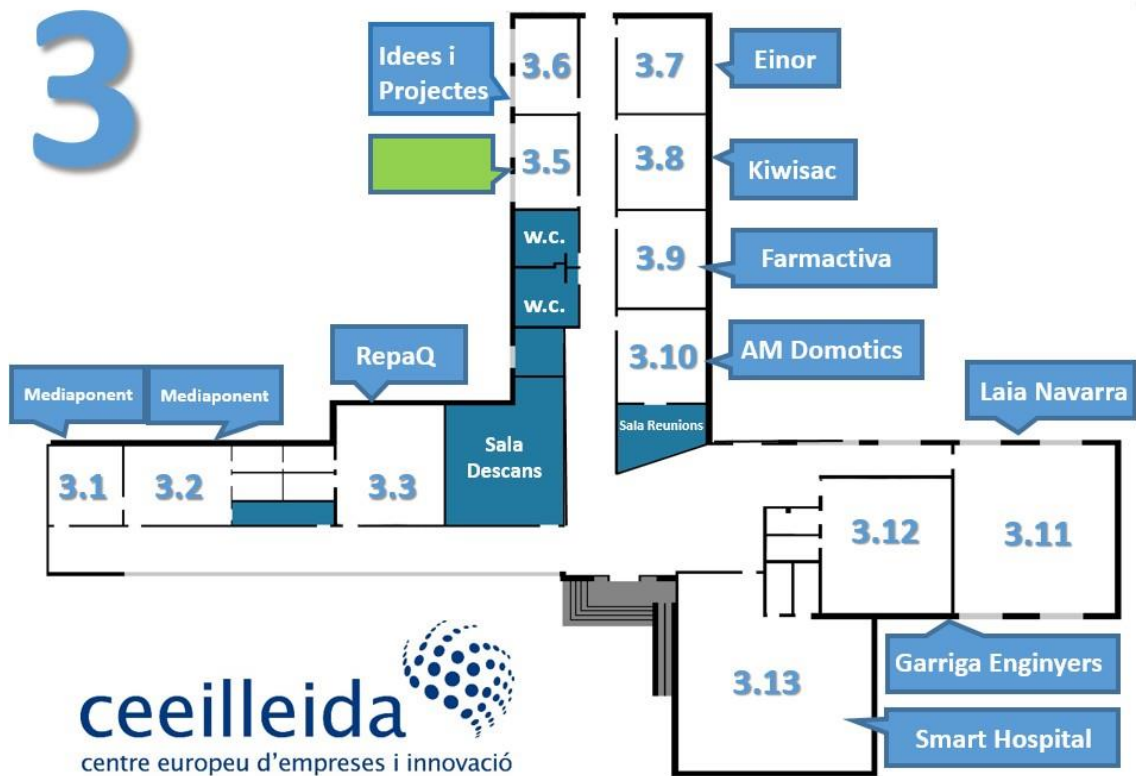 3
Idees i
Projectes
3.6
3.7
Einor
3.5
3.8
Kiwisac
w.c.
3.9
Farmactiva
w.c.
3.10
AM Domotics
RepaQ
Mediaponent
Mediaponent
Laia Navarra
Sala Reunions
Sala
Descans
3.1
3.2
3.3
3.12
3.11
Garriga Enginyers
3.13
Smart Hospital
ceeilleida
centre europeu d'empreses i innovació